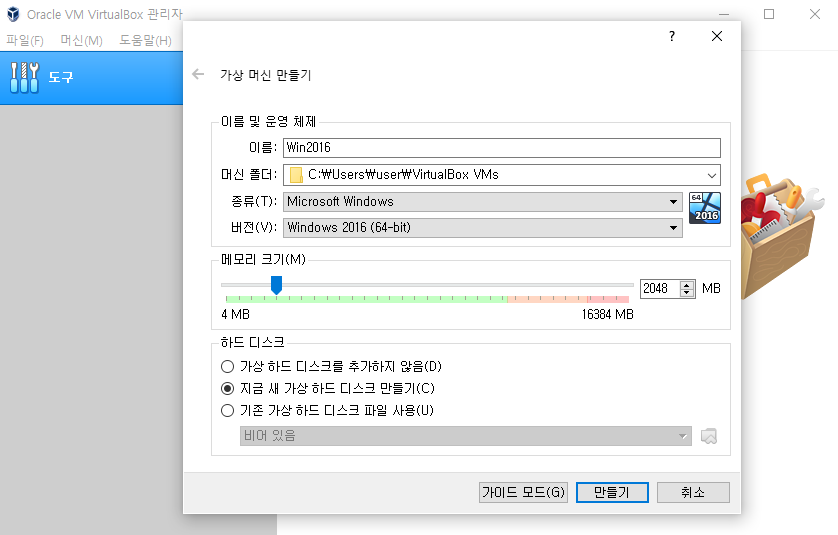 Oracle VM VirtualBox 관리자
파일(F) 머신(M) 도움말(H)
도구
?
가상 머신 만들기
이름 및 운영 체제
이름: Win2016
머신 폴더: C:₩Users₩user₩VirtualBox VMs
종류(T): Microsoft Windows
64
2016
버전(V): Windows 2016 (64-bit)
메모리 크기(M)
2048 MB
4 MB 16384 MB
하드 디스크
가상 하드 디스크를 추가하지 않음(D)
지금 새 가상 하드 디스크 만들기(C)
기존 가상 하드 디스크 파일 사용(U)
비어 있음
가이드 모드(G) 만들기 취소